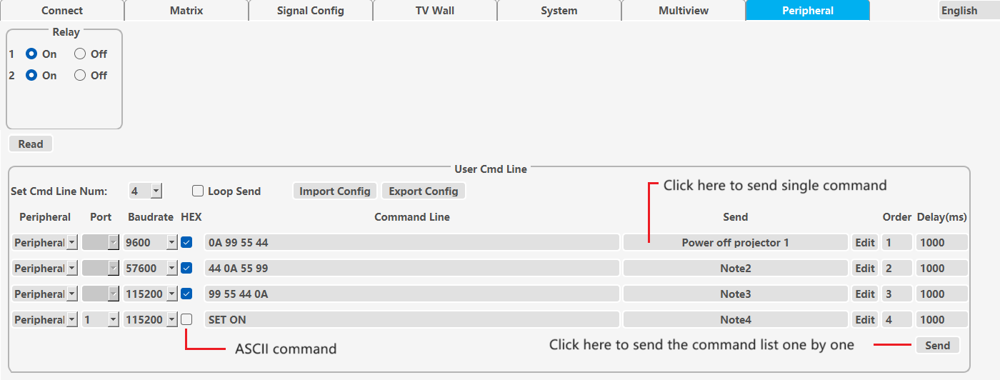 Connect Matrix Signal Config TV Wall System Multiview Peripheral English
Relay
1 On Off
2 On Off
Read
User Cmd Line
Set Cmd Line Num: 4 Loop Send Import Config Export Config Click here to send single command
Peripheral Port Baudrate HEX Command Line Send Order Delay(ms)
Peripheral 9600 0A 99 55 44 Power off projector 1 Edit 1 1000
Peripheral 57600 44 0A 55 99 Note2 Edit 2 1000
Peripheral 115200 99 55 44 0A Note3 Edit 3 1000
Peripheral 1 115200 SET ON Note4 Edit 4 1000
ASCII command Click here to send the command list one by one Send